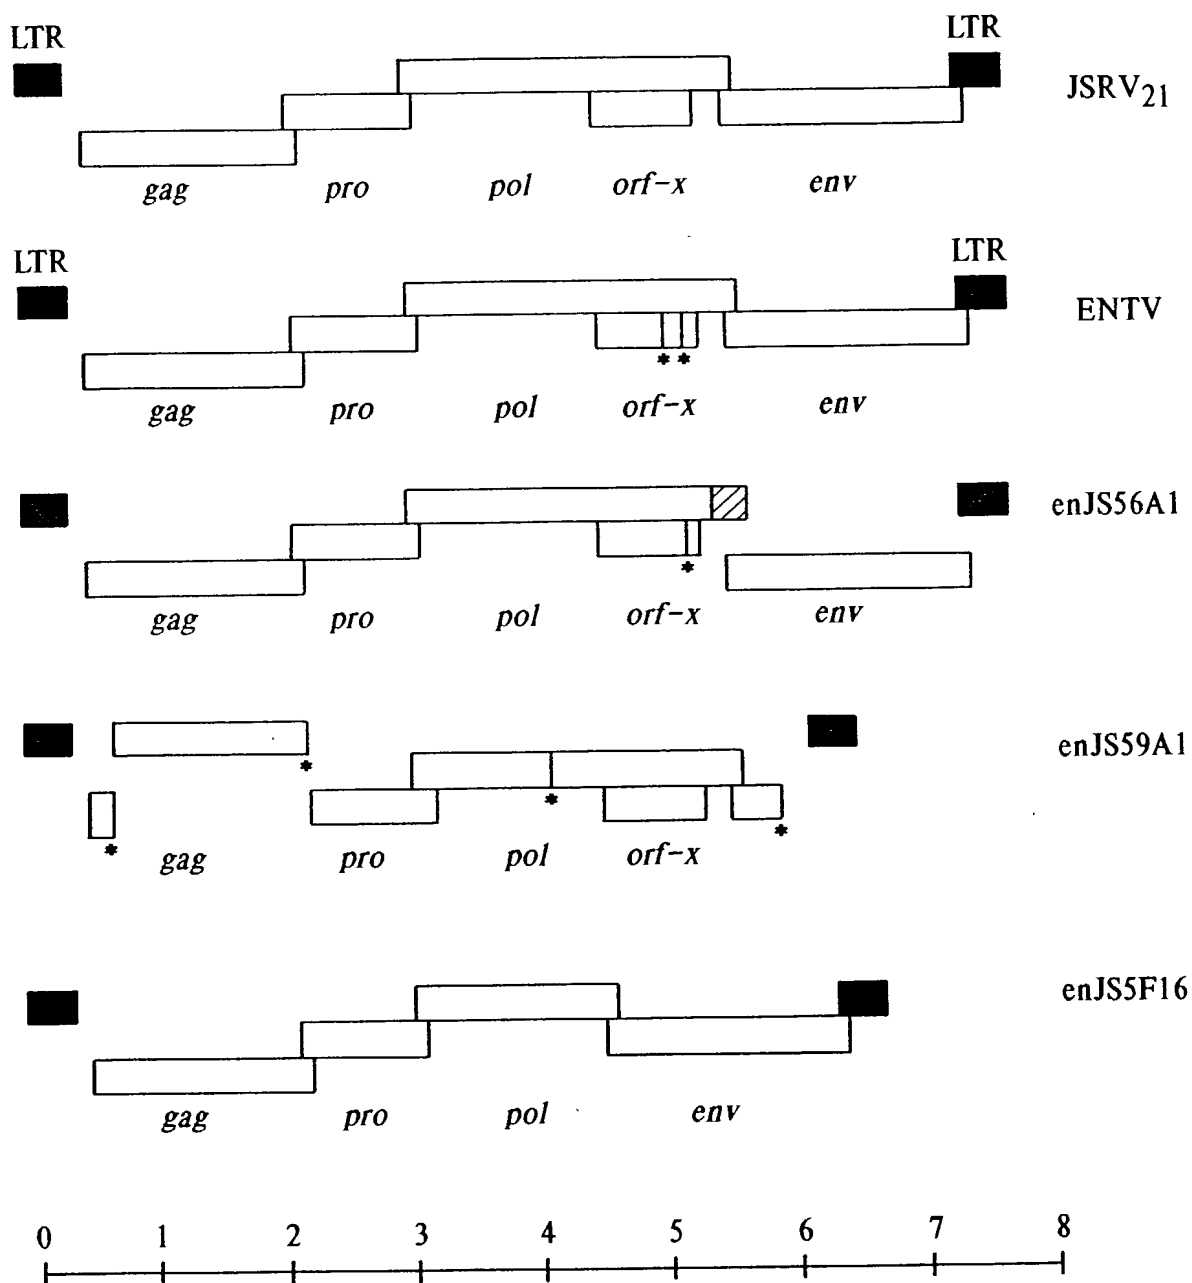 LTR LTR
JSRV21
gag pro pol orf-x env
LTR LTR
ENTV
* *
gag pro pol orf-x env
enJS56A1
*
gag pro pol orf-x env
enJS59A1
*
* *
*
gag pro pol orf-x
enJS5F16
gag pro pol env
0 1 2 3 4 5 6 7 8